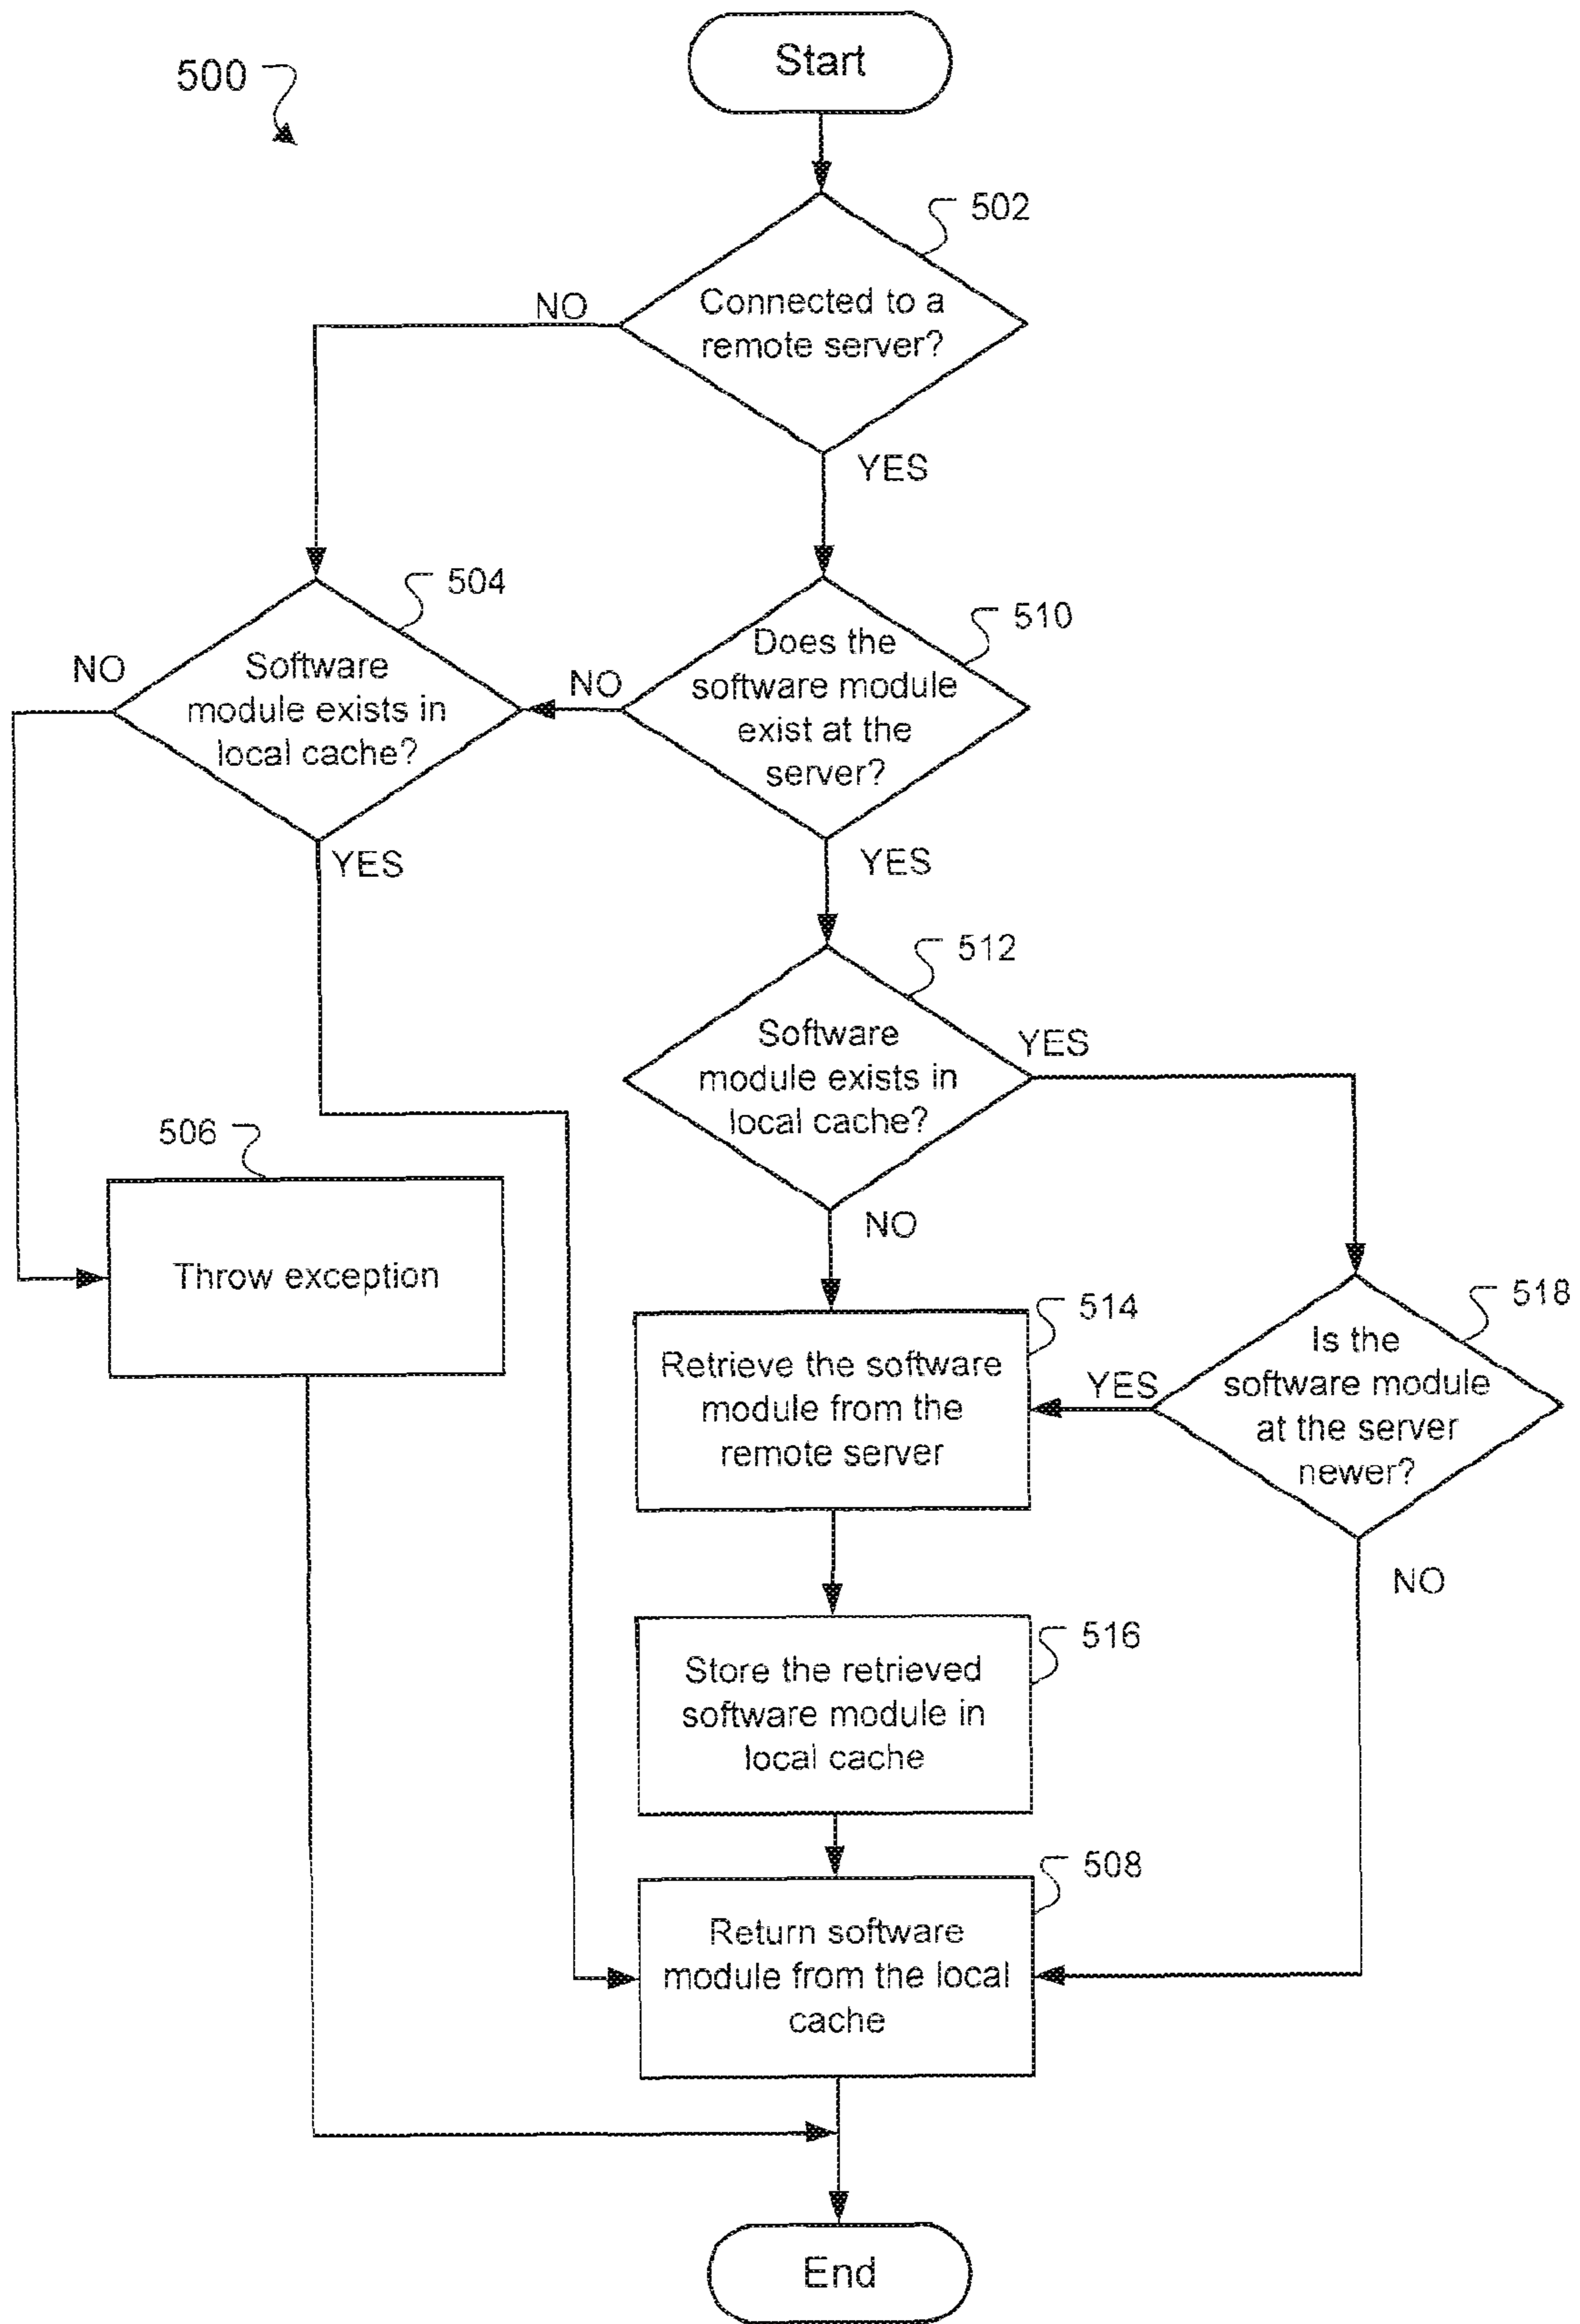 Start
500
502
Connected to a
remote server?
NO
YES
504
Software
module exists in
local cache?
NO
YES
510
Does the
software module
exist at the
server?
NO
YES
512
Software
module exists in
local cache?
YES
NO
506
Throw exception
514
Retrieve the software
module from the
remote server
518
Is the
software module
at the server
newer?
YES
NO
516
Store the retrieved
software module in
local cache
508
Return software
module from the local
cache
End